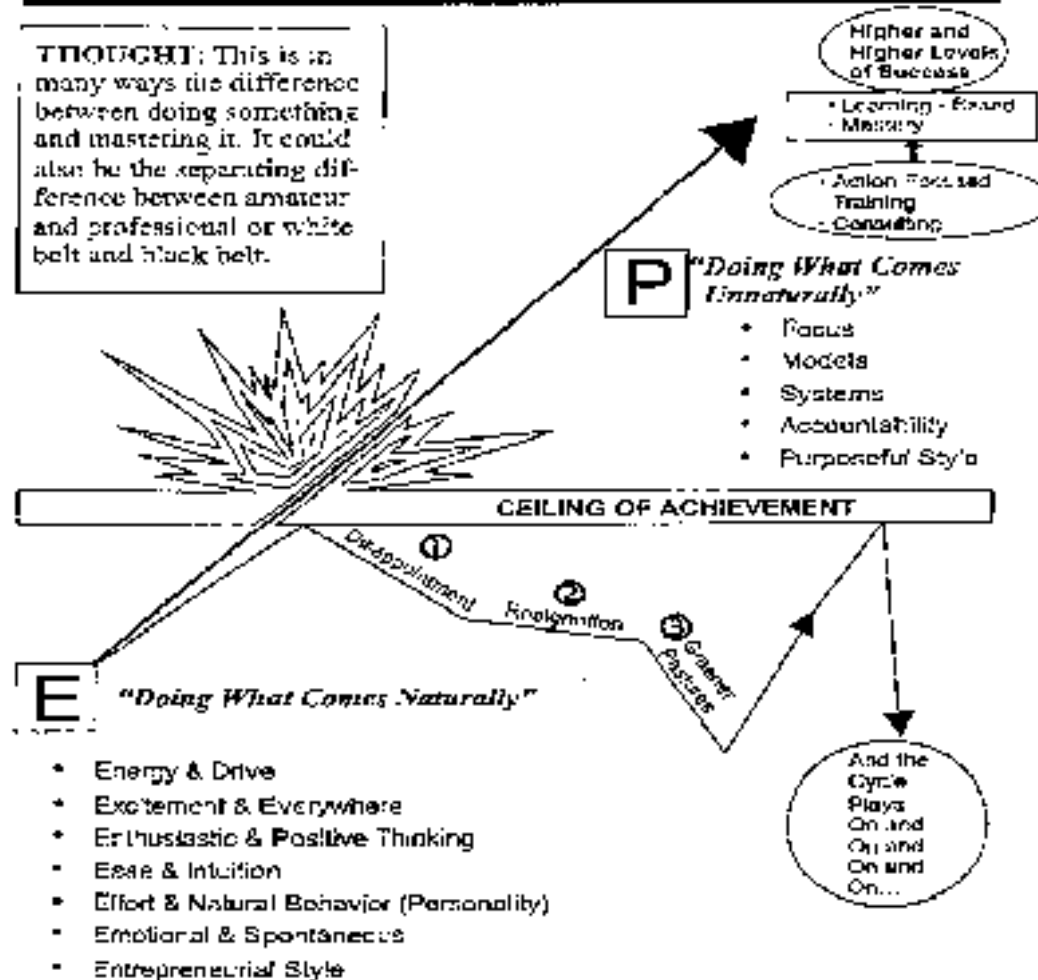 THOUGHT: This is in
many ways the difference
between doing something
and mastering it. It could
also be the separating dif-
ference between amateur
and professional or white
belt and black belt.
Higher and
Higher Levels
of Success
• Learning - Based
• Mastery
• Action Focused
Training
• Consulting
P "Doing What Comes
Unnaturally"
• Focus
• Models
• Systems
• Accountability
• Purposeful Style
CEILING OF ACHIEVEMENT
1
Disappointment
2
Resignation
3
Greener
Pastures
E "Doing What Comes Naturally"
• Energy & Drive
• Excitement & Everywhere
• Enthusiastic & Positive Thinking
• Ease & Intuition
• Effort & Natural Behavior (Personality)
• Emotional & Spontaneous
• Entrepreneurial Style
And the
Cycle
Plays
On and
On and
On and
On...